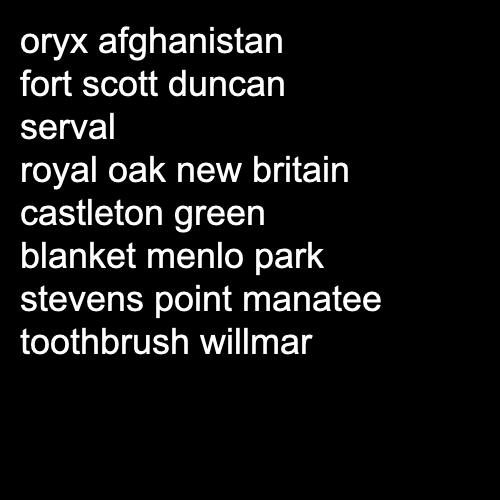 oryx afghanistan
fort scott duncan
serval
royal oak new britain
castleton green
blanket menlo park
stevens point manatee
toothbrush willmar